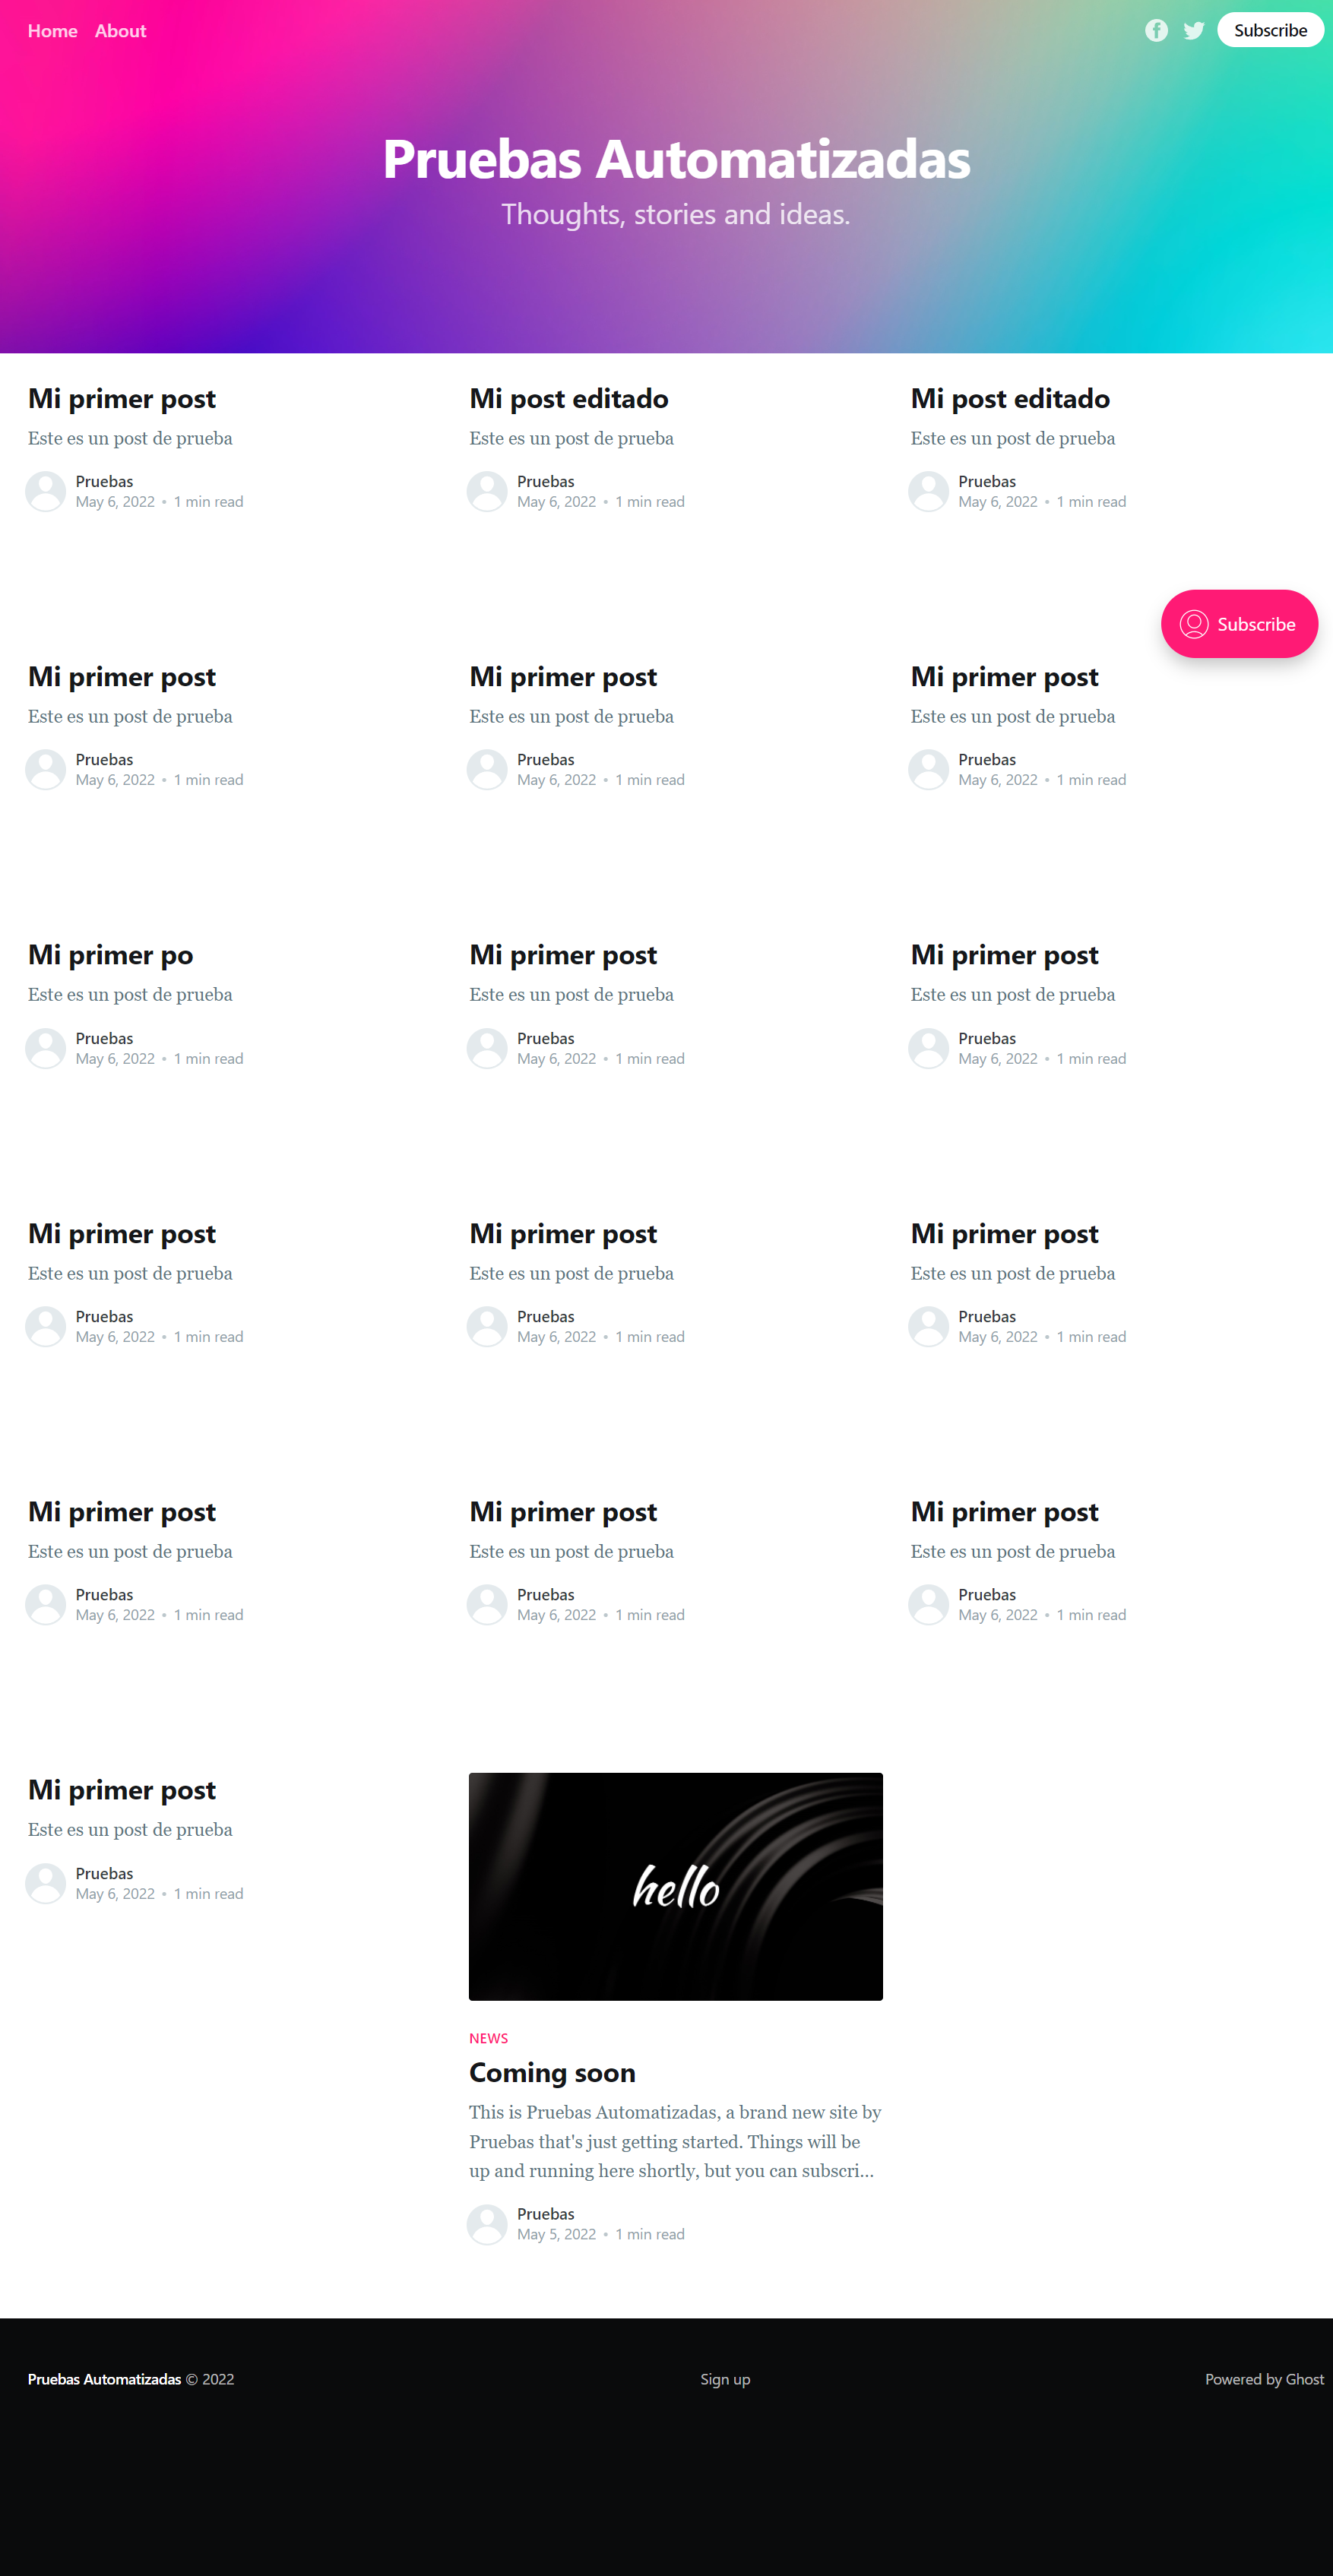 Home About Subscribe
Pruebas Automatizadas
Thoughts, stories and ideas.
Mi primer post
Este es un post de prueba
Pruebas
May 6, 2022 • 1 min read
Mi post editado
Este es un post de prueba
Pruebas
May 6, 2022 • 1 min read
Mi post editado
Este es un post de prueba
Pruebas
May 6, 2022 • 1 min read
Subscribe
Mi primer post
Este es un post de prueba
Pruebas
May 6, 2022 • 1 min read
Mi primer post
Este es un post de prueba
Pruebas
May 6, 2022 • 1 min read
Mi primer post
Este es un post de prueba
Pruebas
May 6, 2022 • 1 min read
Mi primer po
Este es un post de prueba
Pruebas
May 6, 2022 • 1 min read
Mi primer post
Este es un post de prueba
Pruebas
May 6, 2022 • 1 min read
Mi primer post
Este es un post de prueba
Pruebas
May 6, 2022 • 1 min read
Mi primer post
Este es un post de prueba
Pruebas
May 6, 2022 • 1 min read
Mi primer post
Este es un post de prueba
Pruebas
May 6, 2022 • 1 min read
Mi primer post
Este es un post de prueba
Pruebas
May 6, 2022 • 1 min read
Mi primer post
Este es un post de prueba
Pruebas
May 6, 2022 • 1 min read
Mi primer post
Este es un post de prueba
Pruebas
May 6, 2022 • 1 min read
Mi primer post
Este es un post de prueba
Pruebas
May 6, 2022 • 1 min read
Mi primer post
Este es un post de prueba
Pruebas
May 6, 2022 • 1 min read
hello
NEWS
Coming soon
This is Pruebas Automatizadas, a brand new site by
Pruebas that's just getting started. Things will be
up and running here shortly, but you can subscri...
Pruebas
May 5, 2022 • 1 min read
Pruebas Automatizadas © 2022
Sign up
Powered by Ghost